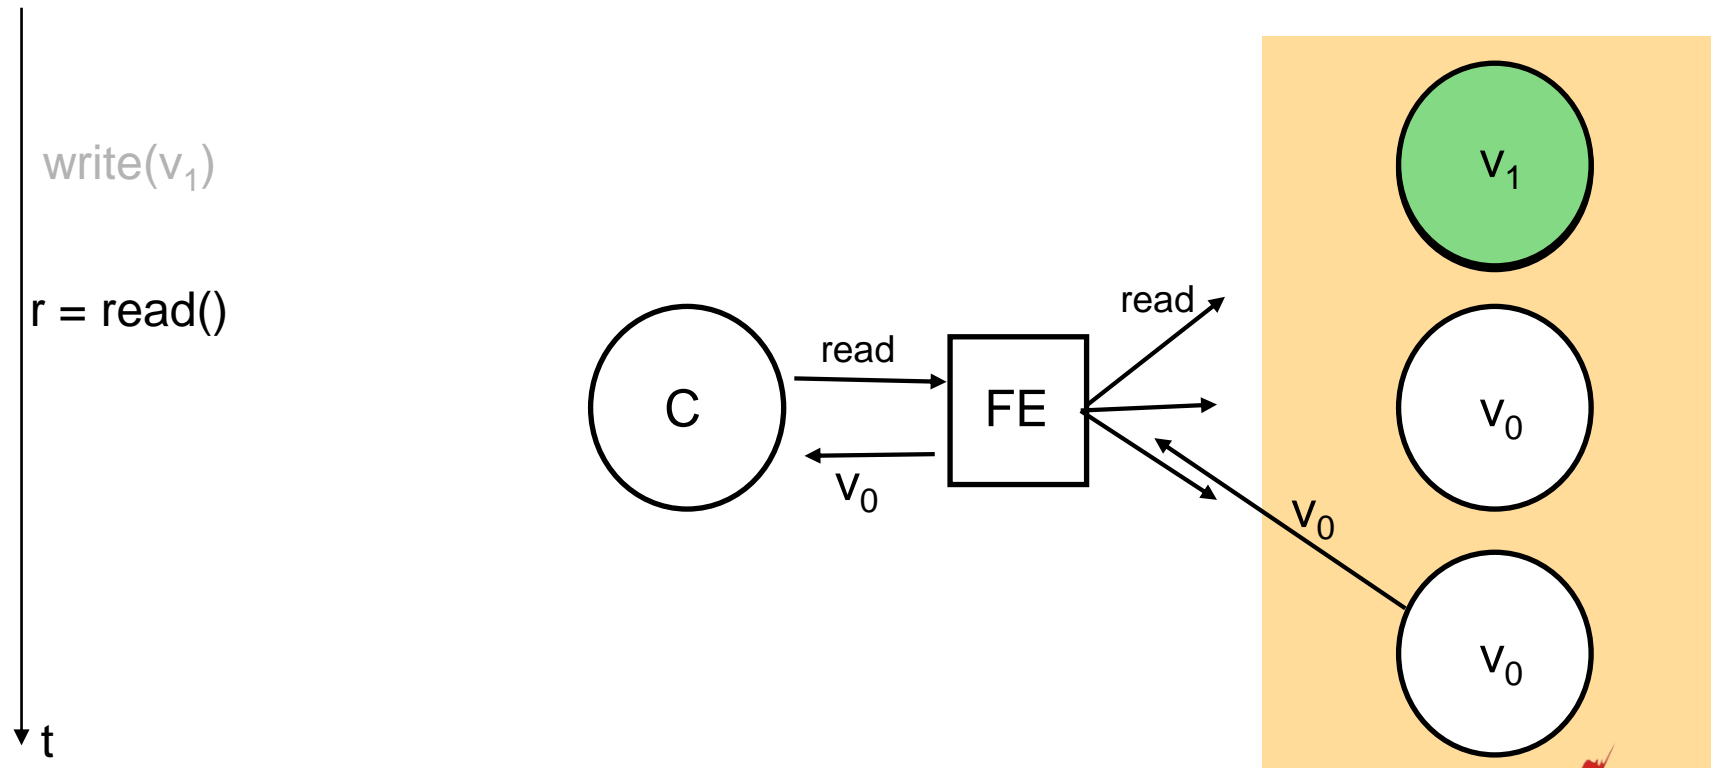 write(v₁)
r = read()
t
C
read
v₀
FE
read
v₀
v₁
v₀
v₀